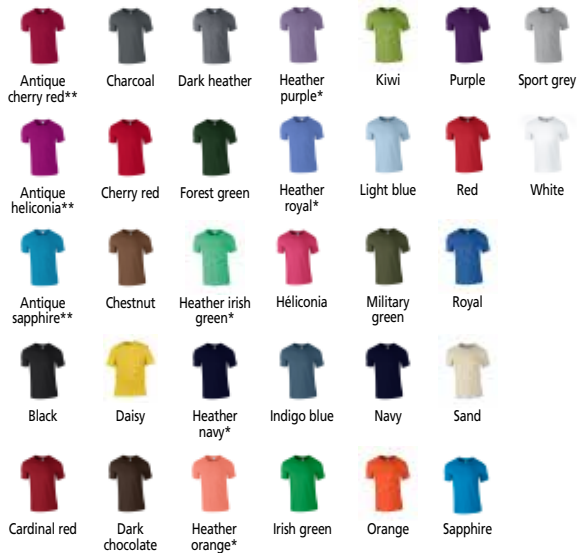 Antique
cherry red**
Charcoal
Dark heather
Heather
purple*
Kiwi
Purple
Sport grey
Antique
heliconia**
Cherry red
Forest green
Heather
royal*
Light blue
Red
White
Antique
sapphire**
Chestnut
Heather irish
green*
Héliconia
Military
green
Royal
Black
Daisy
Heather
navy*
Indigo blue
Navy
Sand
Cardinal red
Dark
chocolate
Heather
orange*
Irish green
Orange
Sapphire